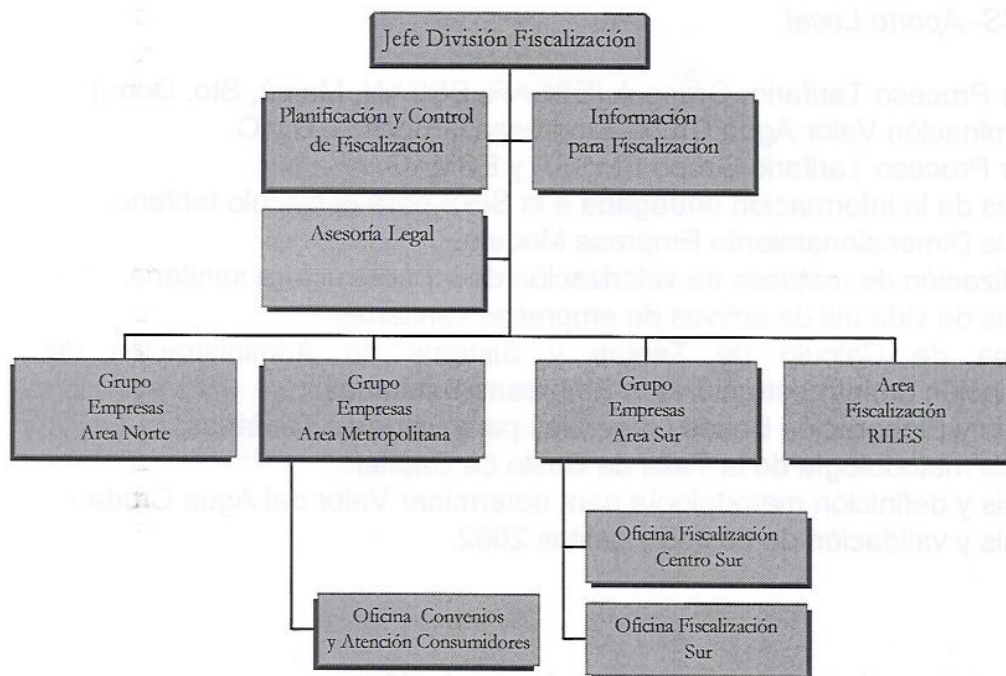 Jefe División Fiscalización
Planificación y Control
de Fiscalización
Información
para Fiscalización
Asesoría Legal
Grupo
Empresas
Area Norte
Grupo
Empresas
Area Metropolitana
Grupo
Empresas
Area Sur
Area
Fiscalización
RILES
Oficina Fiscalización
Centro Sur
Oficina Convenios
y Atención Consumidores
Oficina Fiscalización
Sur